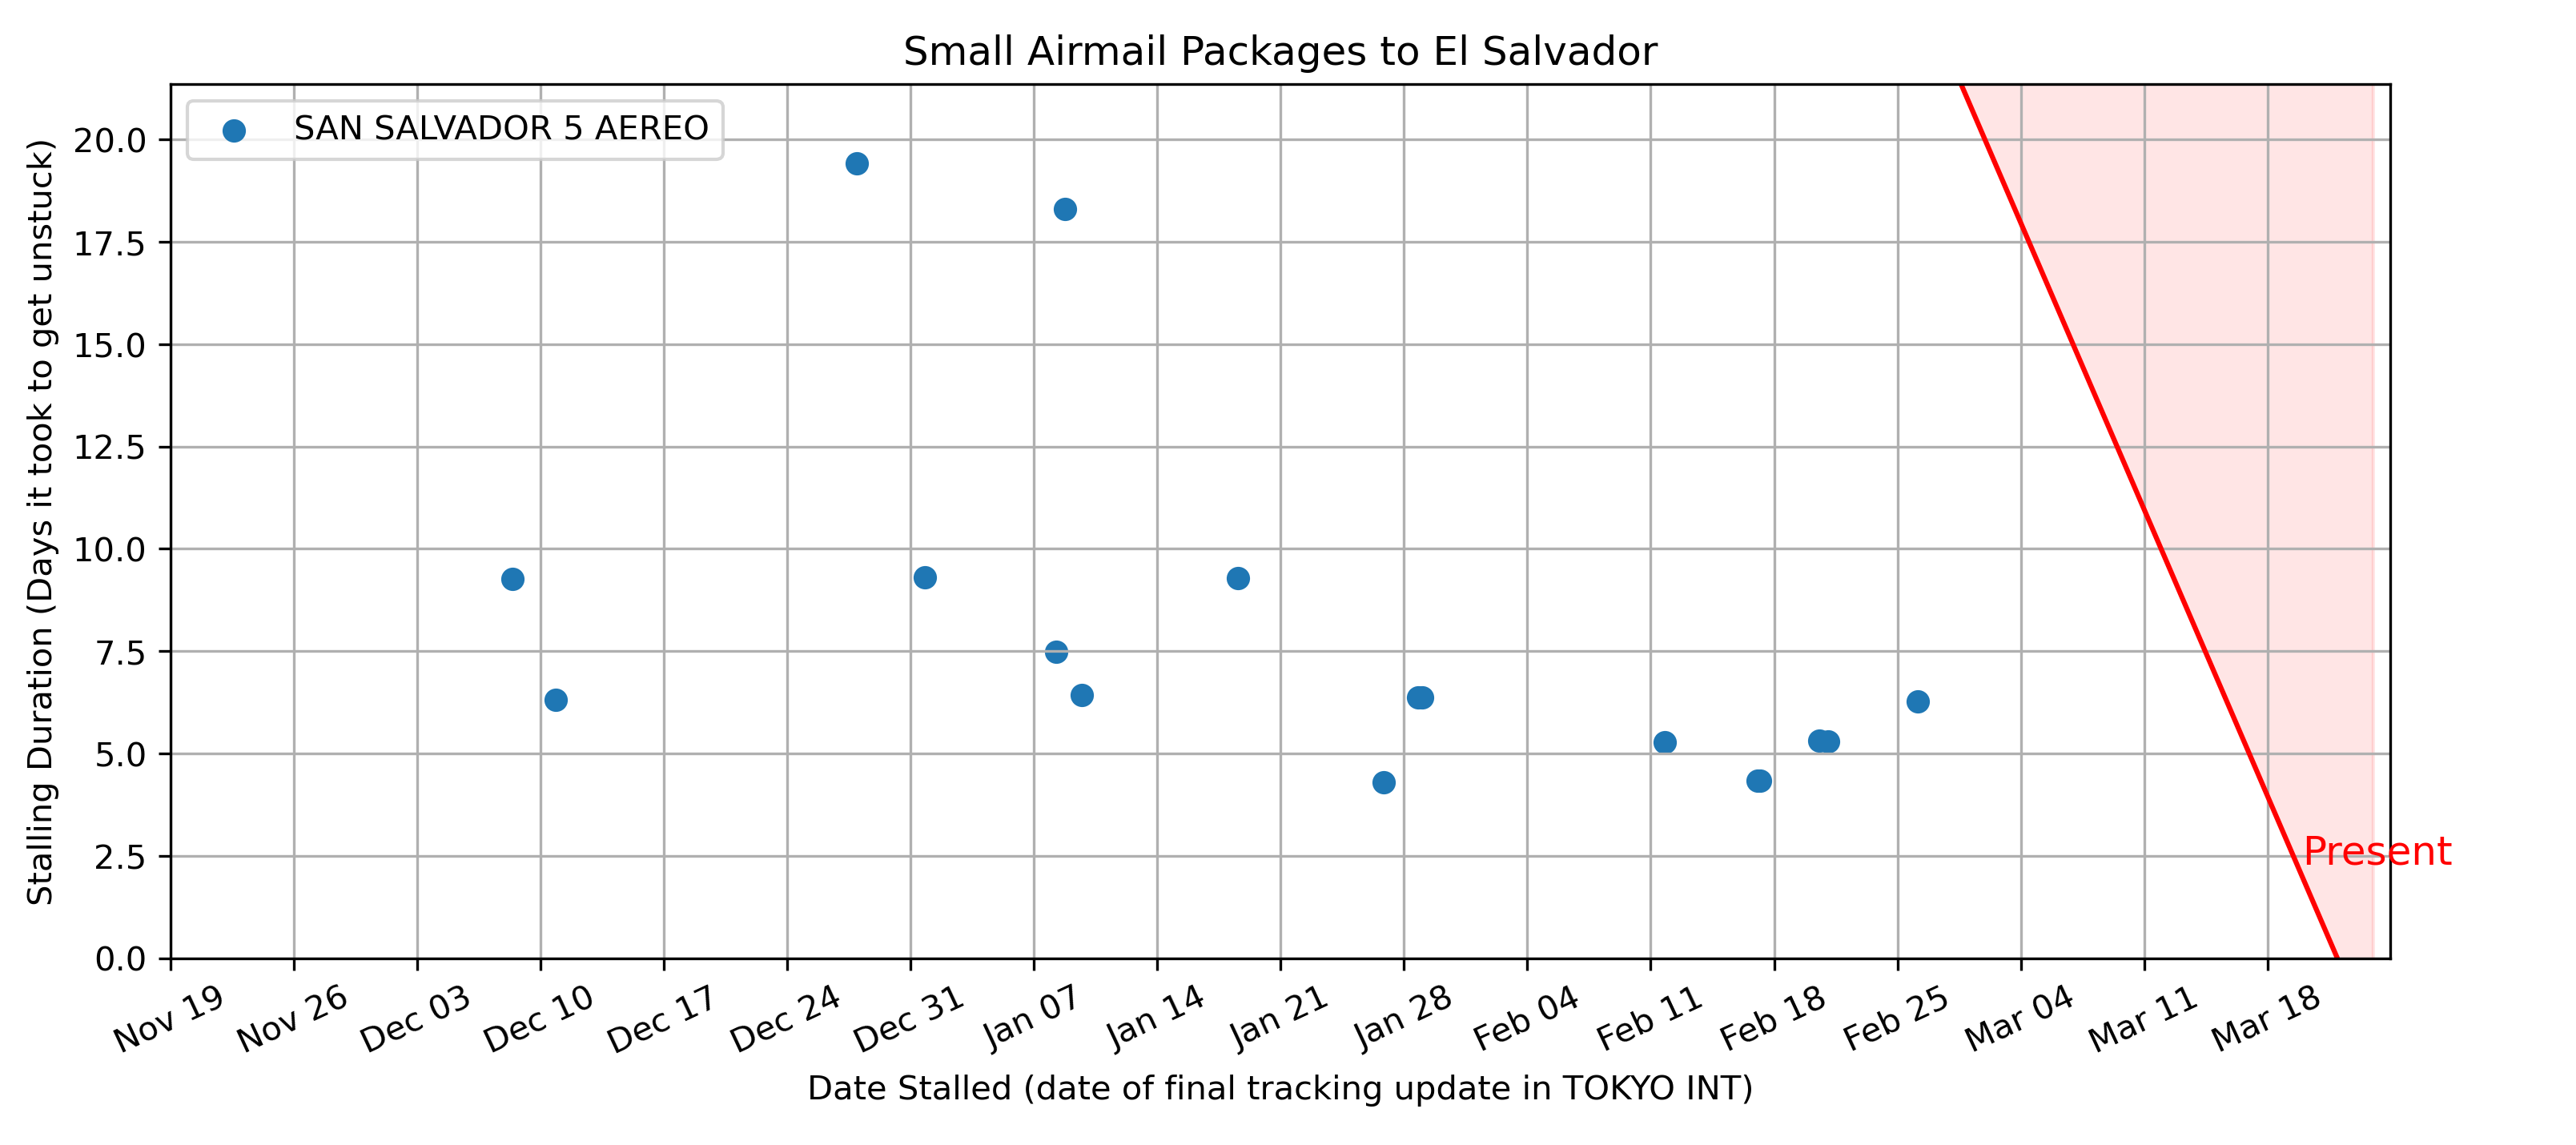 Small Airmail Packages to El Salvador
SAN SALVADOR 5 AEREO
Stalling Duration (Days it took to get unstuck)
20.0
17.5
15.0
12.5
10.0
7.5
5.0
2.5
0.0
Present
Nov 19 Nov 26 Dec 03 Dec 10 Dec 17 Dec 24 Dec 31 Jan 07 Jan 14 Jan 21 Jan 28 Feb 04 Feb 11 Feb 18 Feb 25 Mar 04 Mar 11 Mar 18
Date Stalled (date of final tracking update in TOKYO INT)